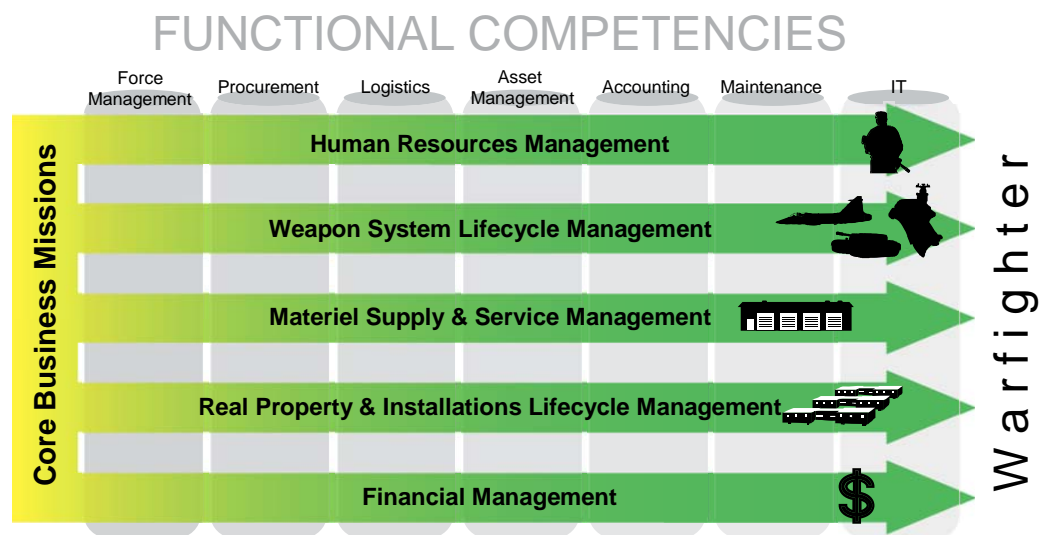 FUNCTIONAL COMPETENCIES
Force
Management
Procurement
Logistics
Asset
Management
Accounting
Maintenance
IT
Core Business Missions
Human Resources Management
Weapon System Lifecycle Management
Materiel Supply & Service Management
Real Property & Installations Lifecycle Management
Financial Management
$
Warfighter